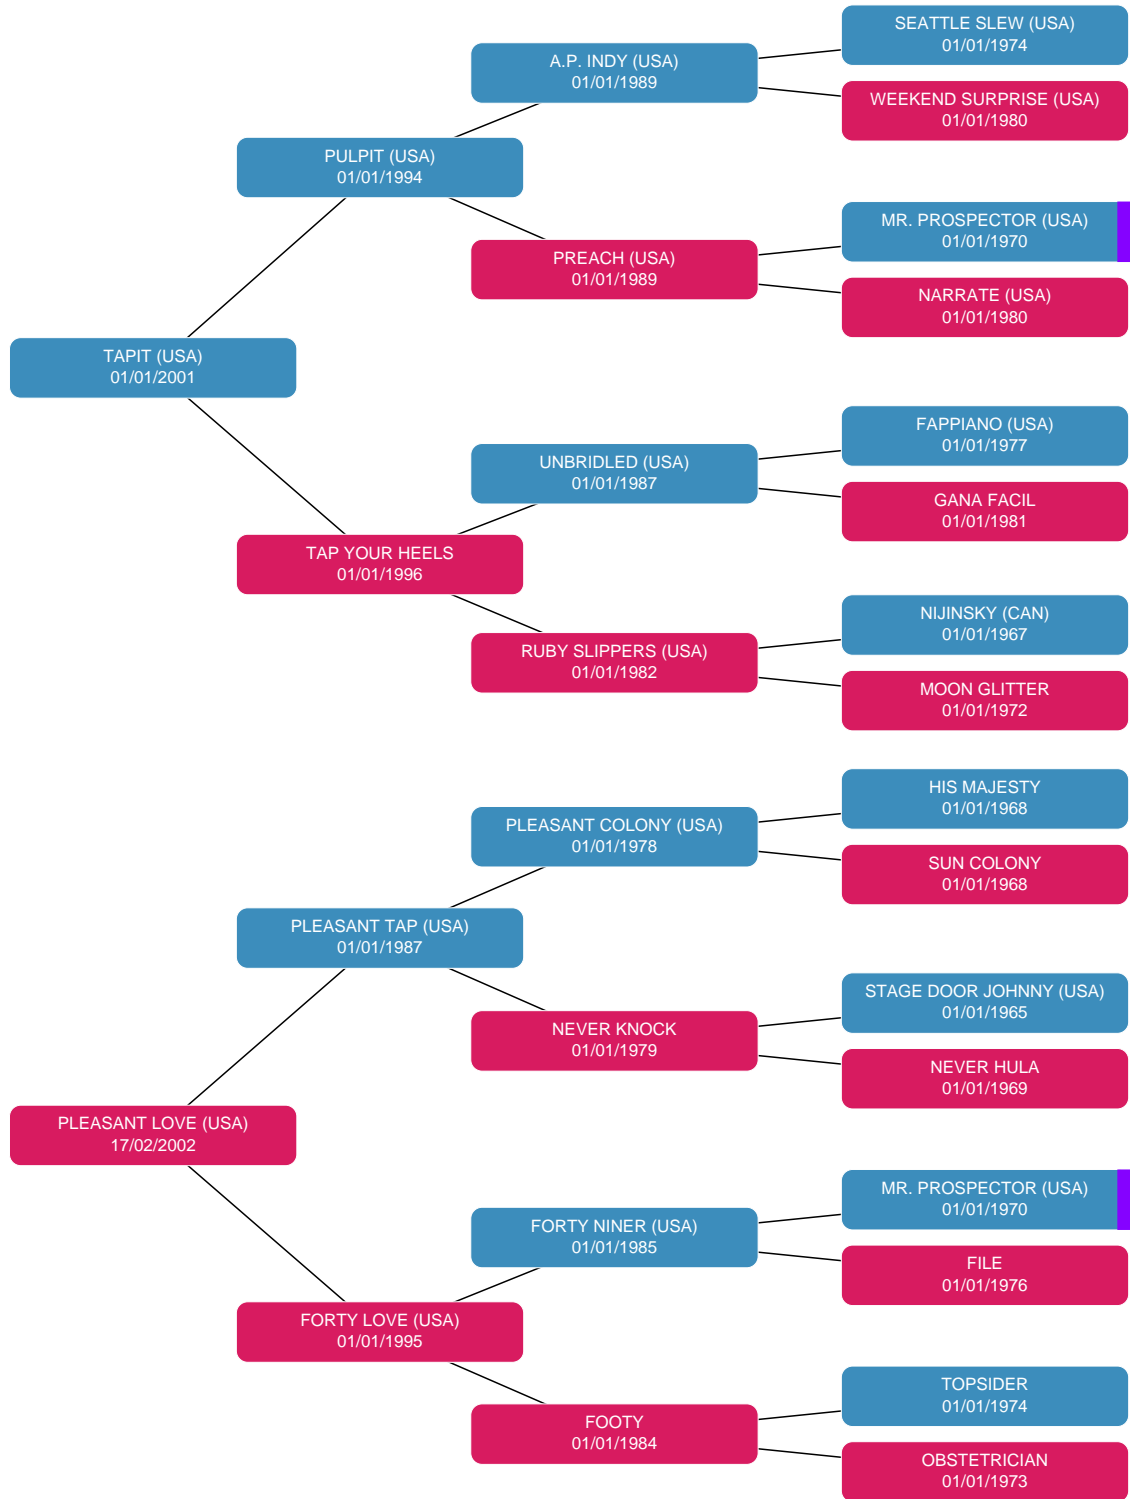 SEATTLE SLEW (USA)
01/01/1974
A.P. INDY (USA)
01/01/1989
WEEKEND SURPRISE (USA)
01/01/1980
PULPIT (USA)
01/01/1994
MR. PROSPECTOR (USA)
01/01/1970
PREACH (USA)
01/01/1989
NARRATE (USA)
01/01/1980
TAPIT (USA)
01/01/2001
FAPPIANO (USA)
01/01/1977
UNBRIDLED (USA)
01/01/1987
GANA FACIL
01/01/1981
TAP YOUR HEELS
01/01/1996
NIJINSKY (CAN)
01/01/1967
RUBY SLIPPERS (USA)
01/01/1982
MOON GLITTER
01/01/1972
HIS MAJESTY
01/01/1968
PLEASANT COLONY (USA)
01/01/1978
SUN COLONY
01/01/1968
PLEASANT TAP (USA)
01/01/1987
STAGE DOOR JOHNNY (USA)
01/01/1965
NEVER KNOCK
01/01/1979
NEVER HULA
01/01/1969
PLEASANT LOVE (USA)
17/02/2002
MR. PROSPECTOR (USA)
01/01/1970
FORTY NINER (USA)
01/01/1985
FILE
01/01/1976
FORTY LOVE (USA)
01/01/1995
TOPSIDER
01/01/1974
FOOTY
01/01/1984
OBSTETRICIAN
01/01/1973